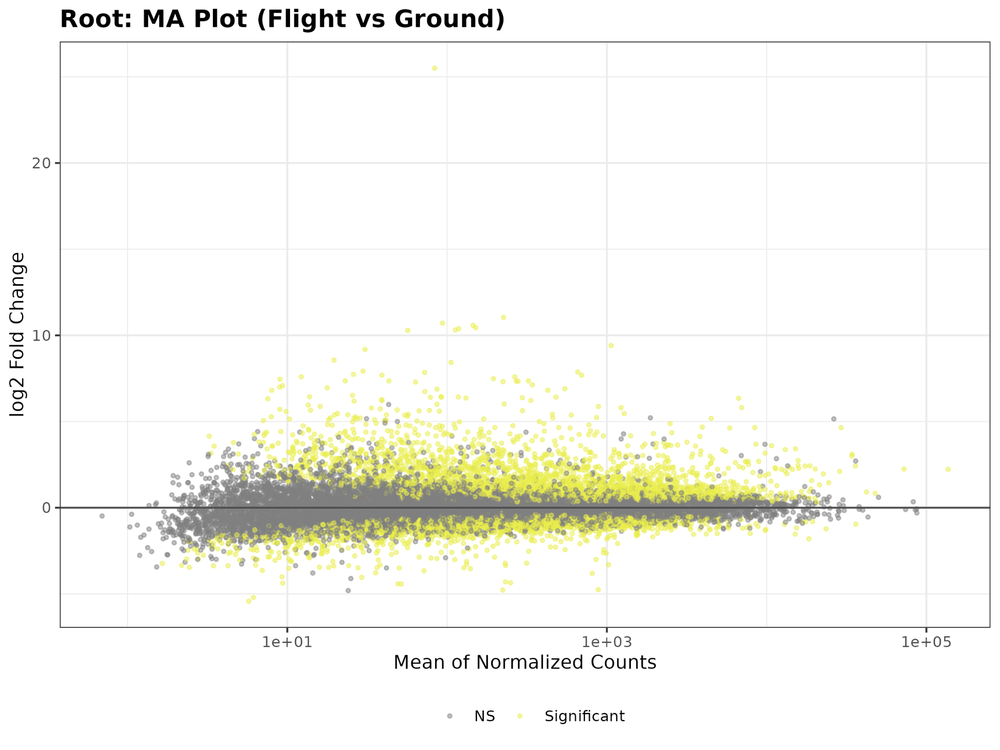 Root: MA Plot (Flight vs Ground)
log2 Fold Change
20
10
0
1e+01
1e+03
1e+05
Mean of Normalized Counts
NS
Significant